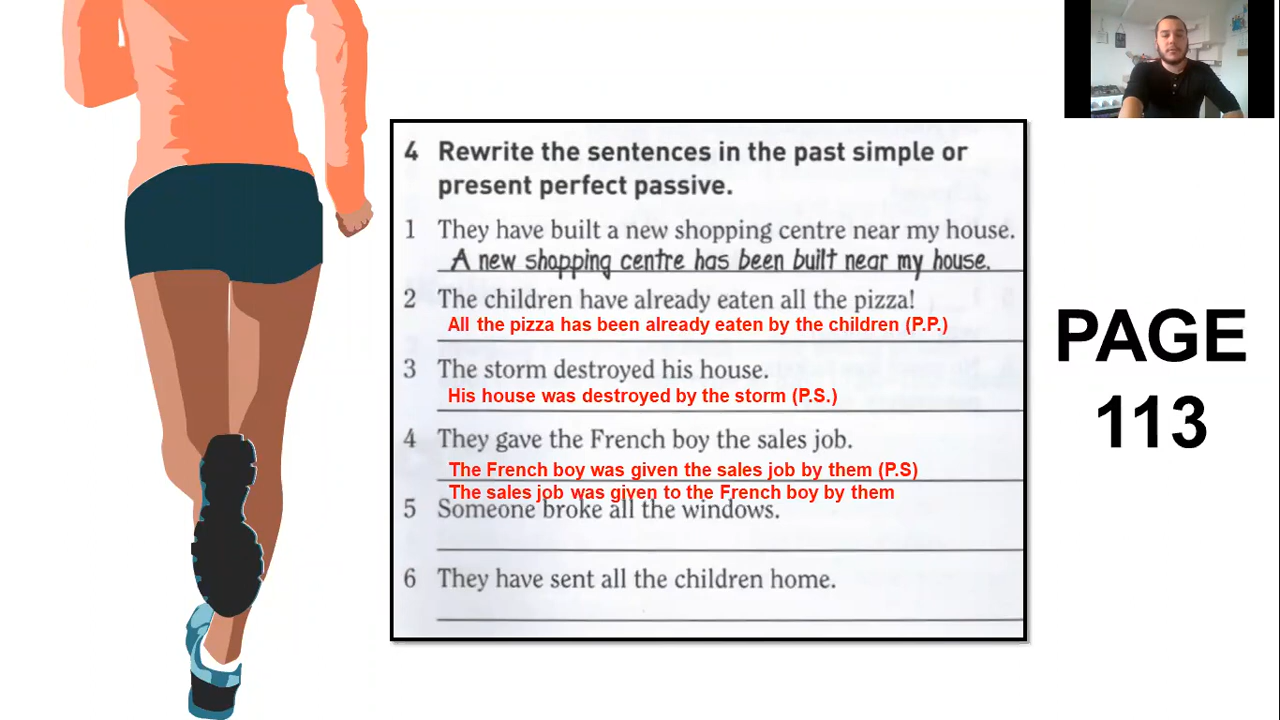 4 Rewrite the sentences in the past simple or
present perfect passive.
1 They have built a new shopping centre near my house.
A new shopping centre has been built near my house.
2 The children have already eaten all the pizza!
All the pizza has been already eaten by the children (P.P.)
3 The storm destroyed his house.
His house was destroyed by the storm (P.S.)
4 They gave the French boy the sales job.
The French boy was given the sales job by them (P.S)
The sales job was given to the French boy by them
5 Someone broke all the windows.
6 They have sent all the children home.
PAGE
113